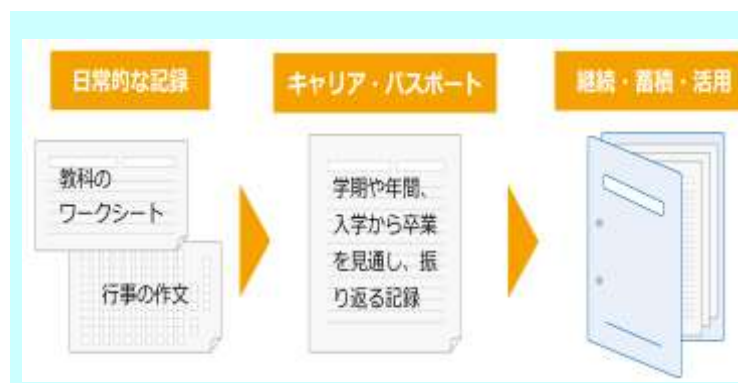 日常的な記録
キャリア・パスポート
継続・蓄積・活用
教科の
ワークシート
行事の作文
学期や年間、
入学から卒業
を見通し、振
り返る記録